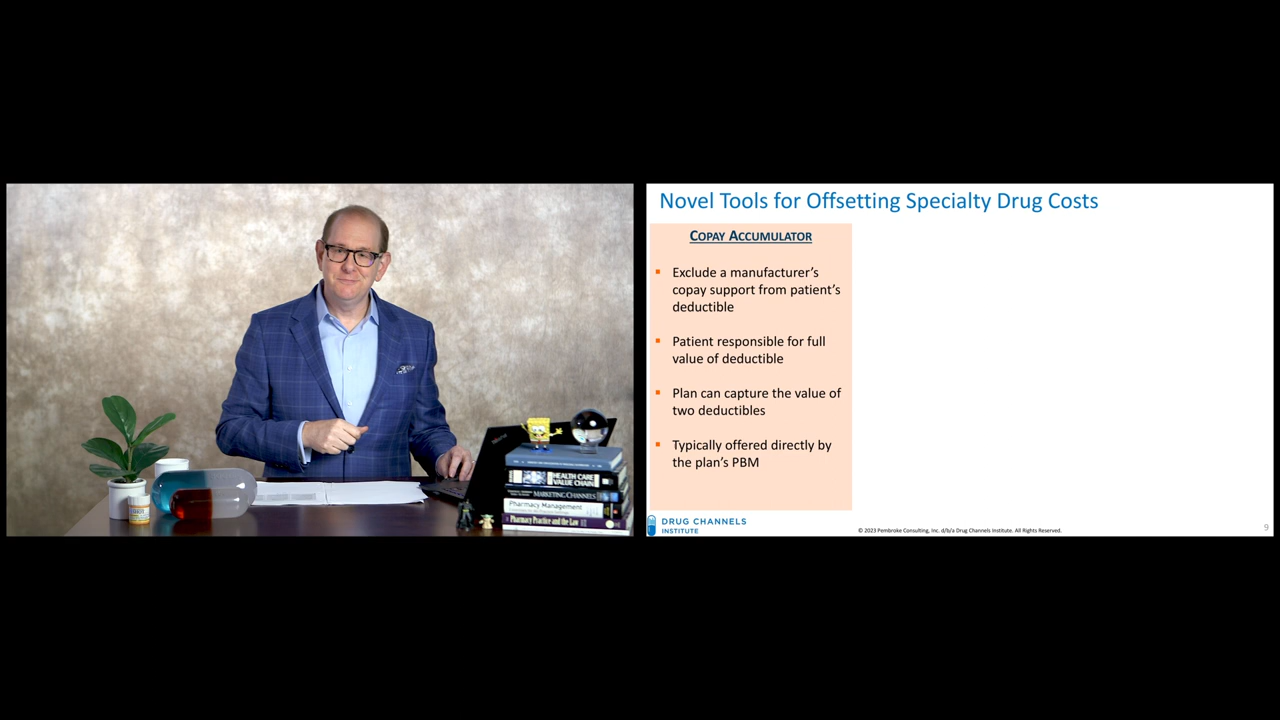 HEALTH CARE
VALUE CHAIN
MARKETING CHANNELS
Pharmacy Management
Pharmacy Practice and the Law
Novel Tools for Offsetting Specialty Drug Costs
COPAY ACCUMULATOR
▪ Exclude a manufacturer’s
copay support from patient’s
deductible
▪ Patient responsible for full
value of deductible
▪ Plan can capture the value of
two deductibles
▪ Typically offered directly by
the plan’s PBM
DRUG CHANNELS
INSTITUTE
© 2023 Pembroke Consulting, Inc. d/b/a Drug Channels Institute. All Rights Reserved.
9